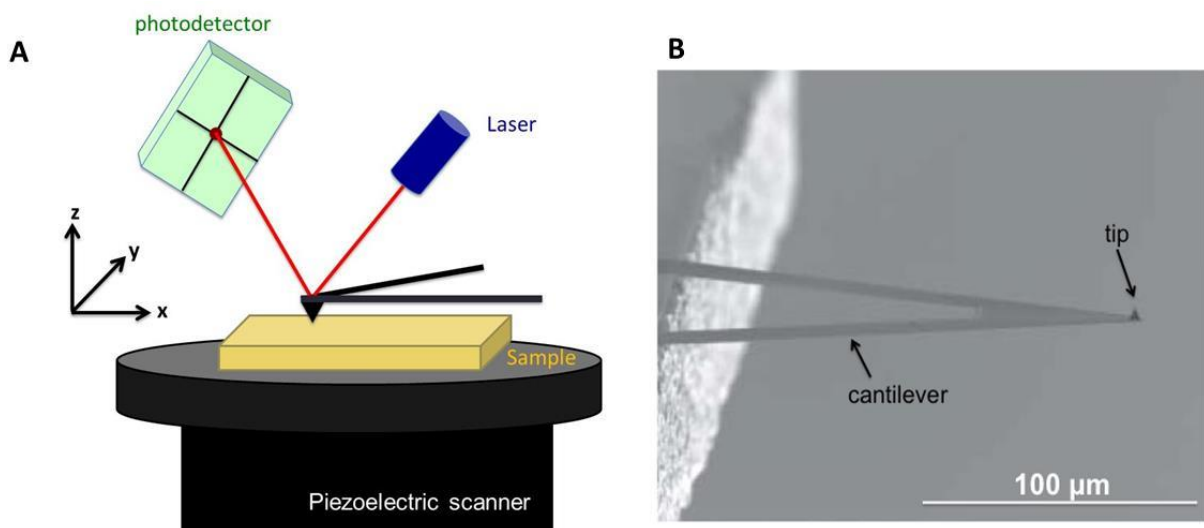 A
photodetector
Laser
z
y
x
Sample
Piezoelectric scanner
B
tip
cantilever
100 µm